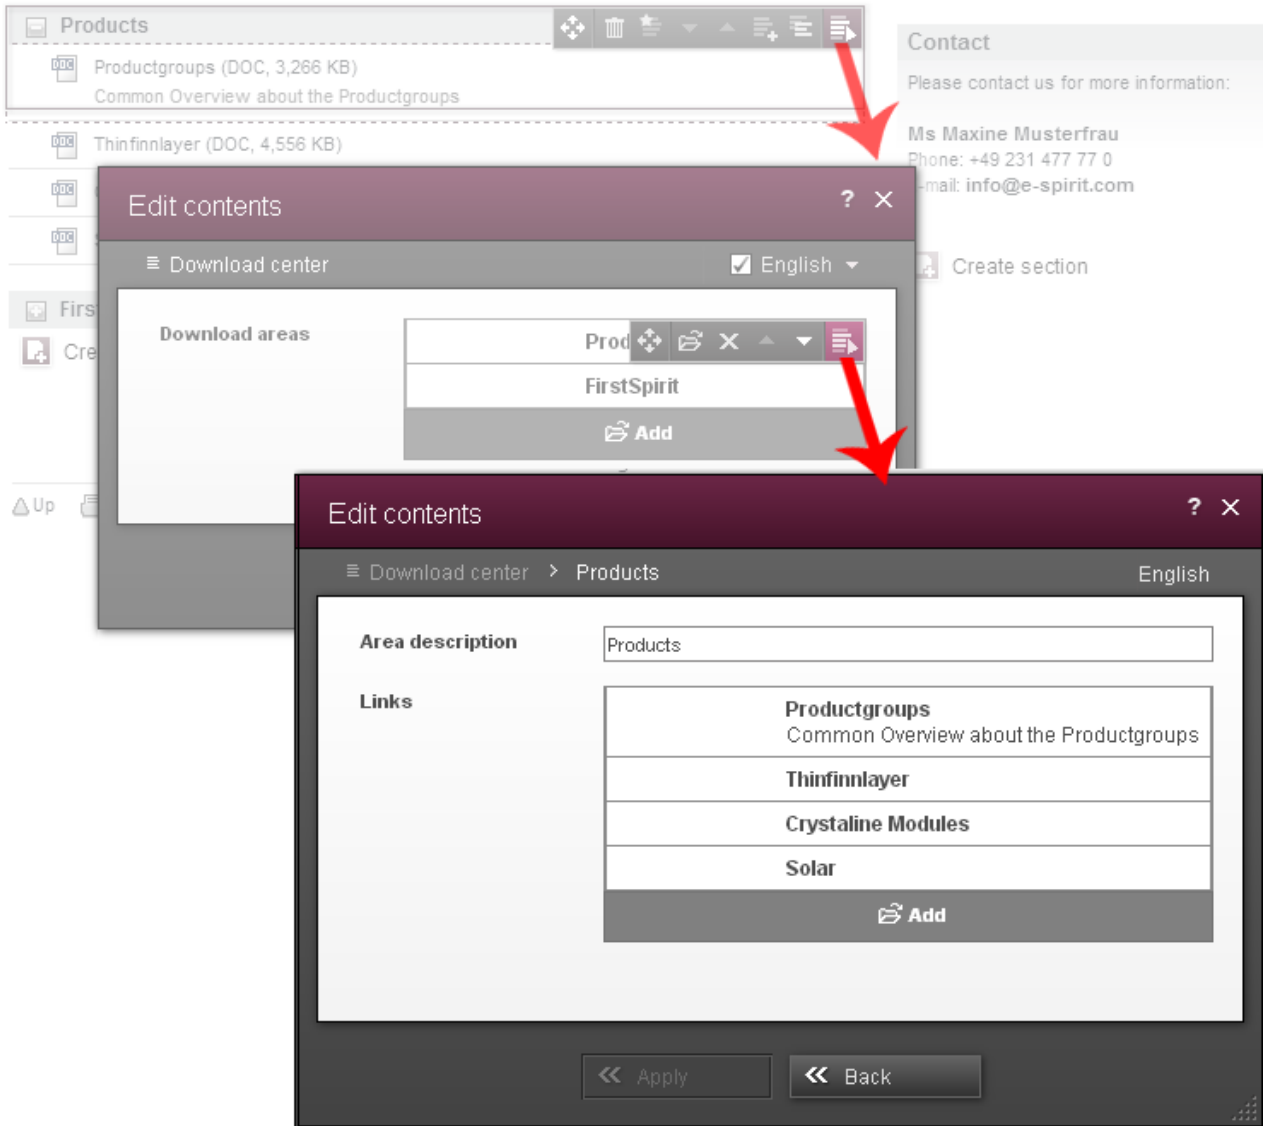 Products
Productgroups (DOC, 3,266 KB)
Common Overview about the Productgroups
Thinfinnlayer (DOC, 4,556 KB)
Firs
Cre
Up
Contact
Please contact us for more information:
Ms Maxine Musterfrau
Phone: +49 231 477 77 0
-mail: info@e-spirit.com
Create section
Edit contents
?
Download center
English
Download areas
Prod
FirstSpirit
Add
Edit contents
?
Download center > Products
English
Area description
Products
Links
Productgroups
Common Overview about the Productgroups
Thinfinnlayer
Crystaline Modules
Solar
Add
Apply
Back